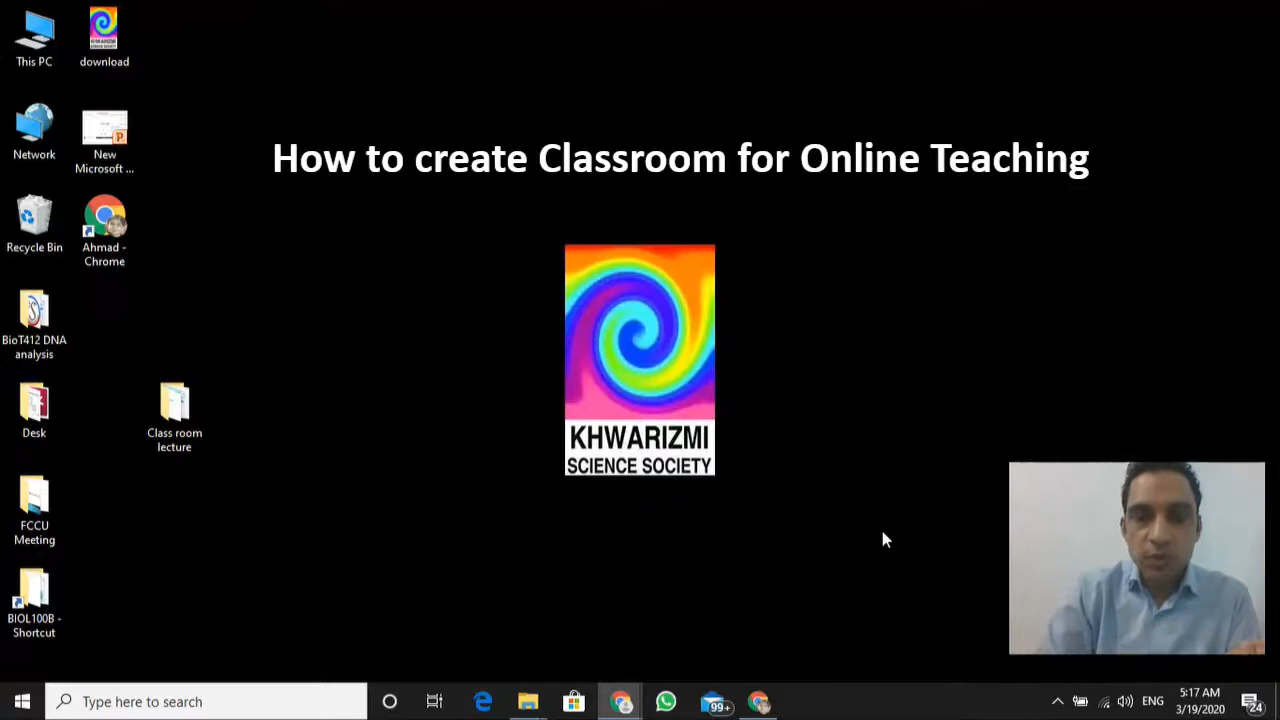 This PC
download
Network
New
Microsoft ...
Recycle Bin
Ahmad -
Chrome
BioT412 DNA
analysis
Desk
Class room
lecture
FCCU
Meeting
BIOL100B -
Shortcut
How to create Classroom for Online Teaching
KHWARIZMI
SCIENCE SOCIETY
Type here to search
99+
ENG
5:17 AM
3/19/2020
24